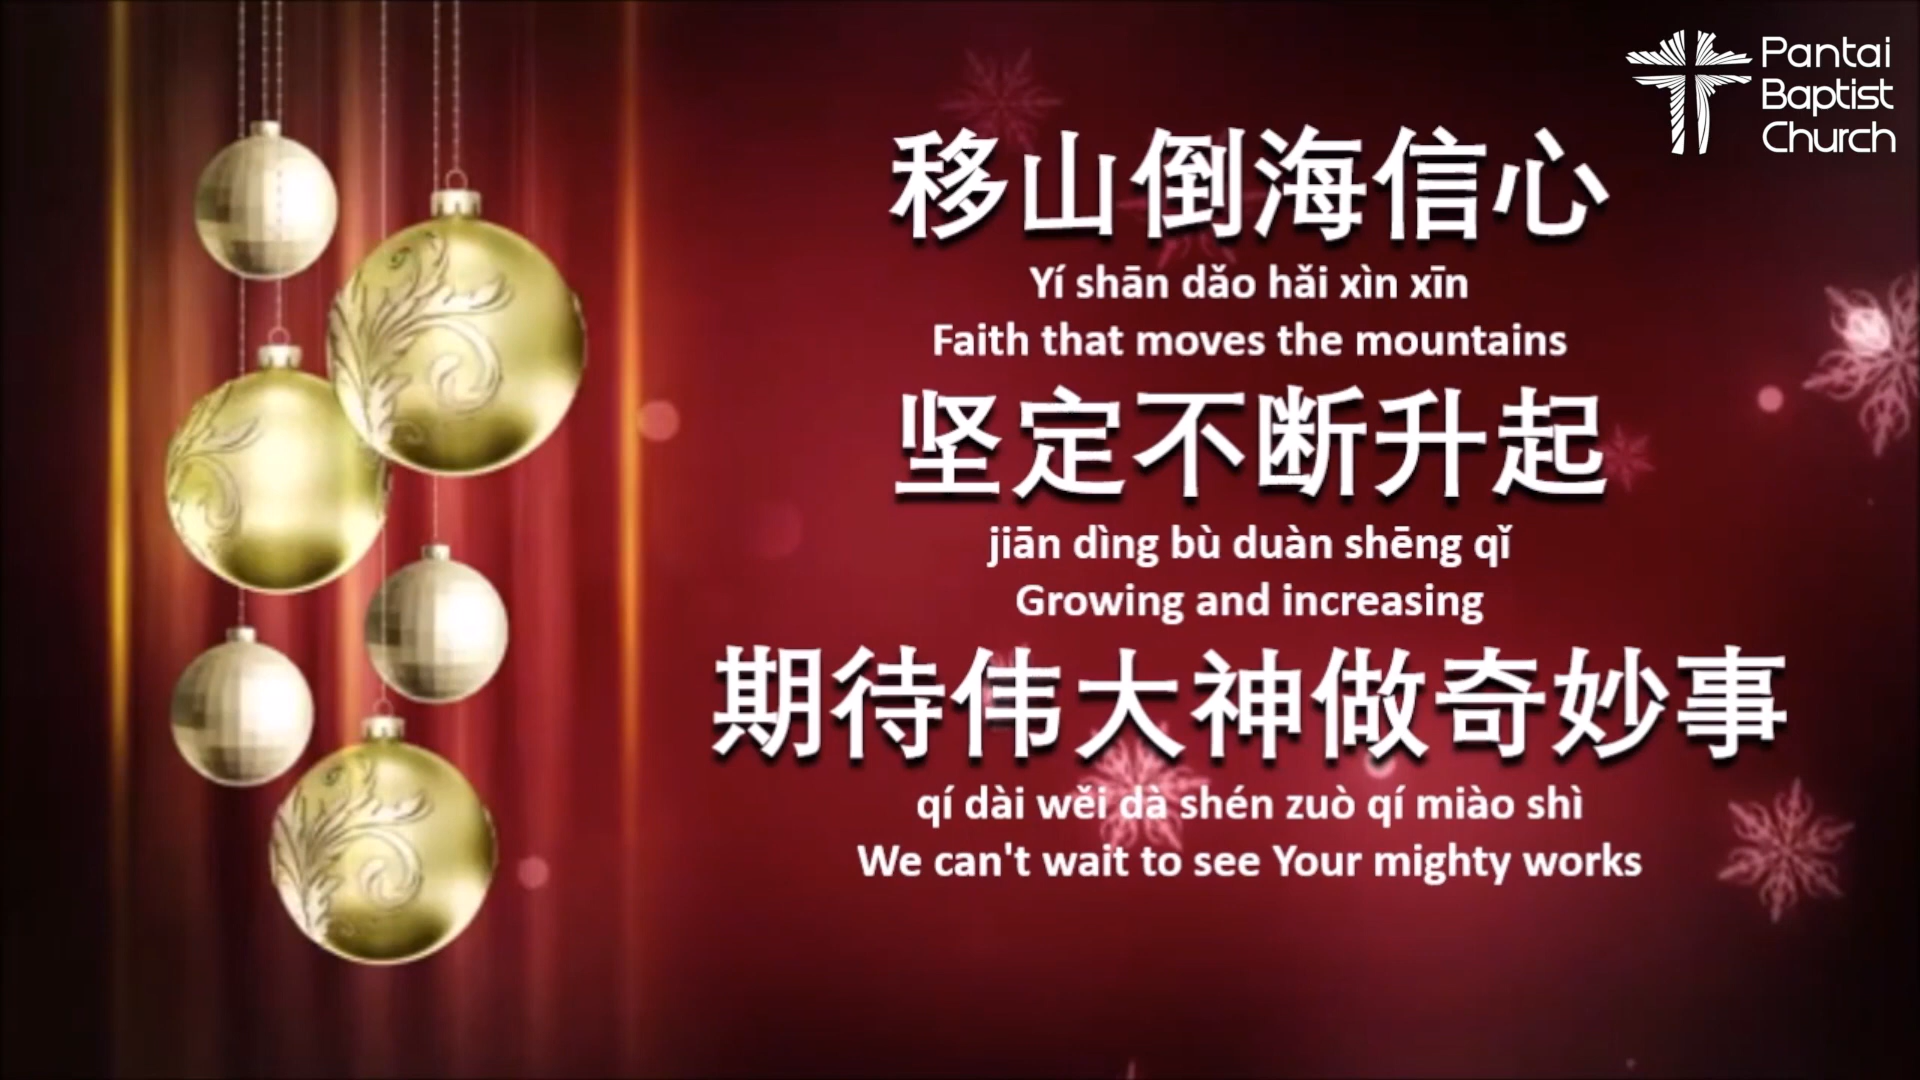 Pantai
Baptist
Church
移山倒海信心
Yí shān dǎo hǎi xìn xīn
Faith that moves the mountains
坚定不断升起
jiān dìng bù duàn shēng qǐ
Growing and increasing
期待伟大神做奇妙事
qí dài wěi dà shén zuò qí miào shì
We can't wait to see Your mighty works